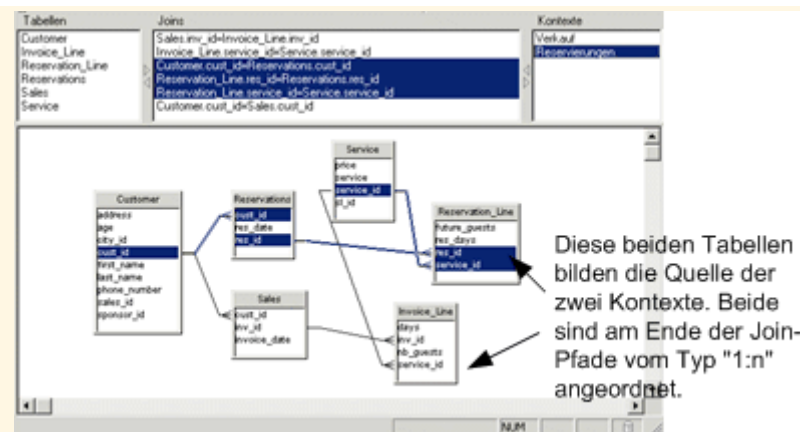 Tabellen
Joins
Kontexte
Customer
Invoice_Line
Reservation_Line
Reservations
Sales
Service
Sales.inv_id=Invoice_Line.inv_id
Invoice_Line.service_id=Service.service_id
Customer.cust_id=Reservations.cust_id
Reservation_Line.res_id=Reservations.res_id
Reservation_Line.service_id=Service.service_id
Customer.cust_id=Sales.cust_id
Verkauf
Reservierungen
Customer
address
age
city_id
cust_id
first_name
last_name
phone_number
sales_id
sponsor_id
Reservations
cust_id
res_date
res_id
Sales
cust_id
inv_id
invoice_date
Service
price
service
service_id
sl_id
Reservation_Line
future_guests
res_days
res_id
service_id
Invoice_Line
days
inv_id
nb_guests
service_id
Diese beiden Tabellen
bilden die Quelle der
zwei Kontexte. Beide
sind am Ende der Join-
Pfade vom Typ "1:n"
angeordnet.
NUM